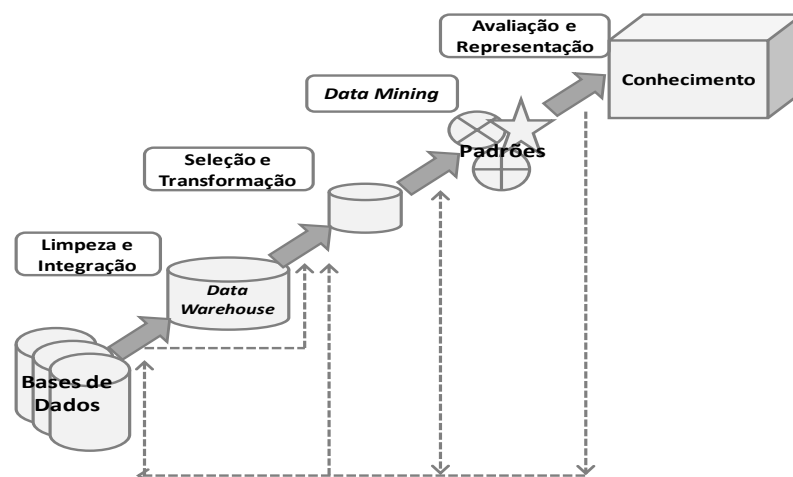 Avaliação e
Representação
Conhecimento
Data Mining
Padrões
Seleção e
Transformação
Limpeza e
Integração
Data
Warehouse
Bases de
Dados